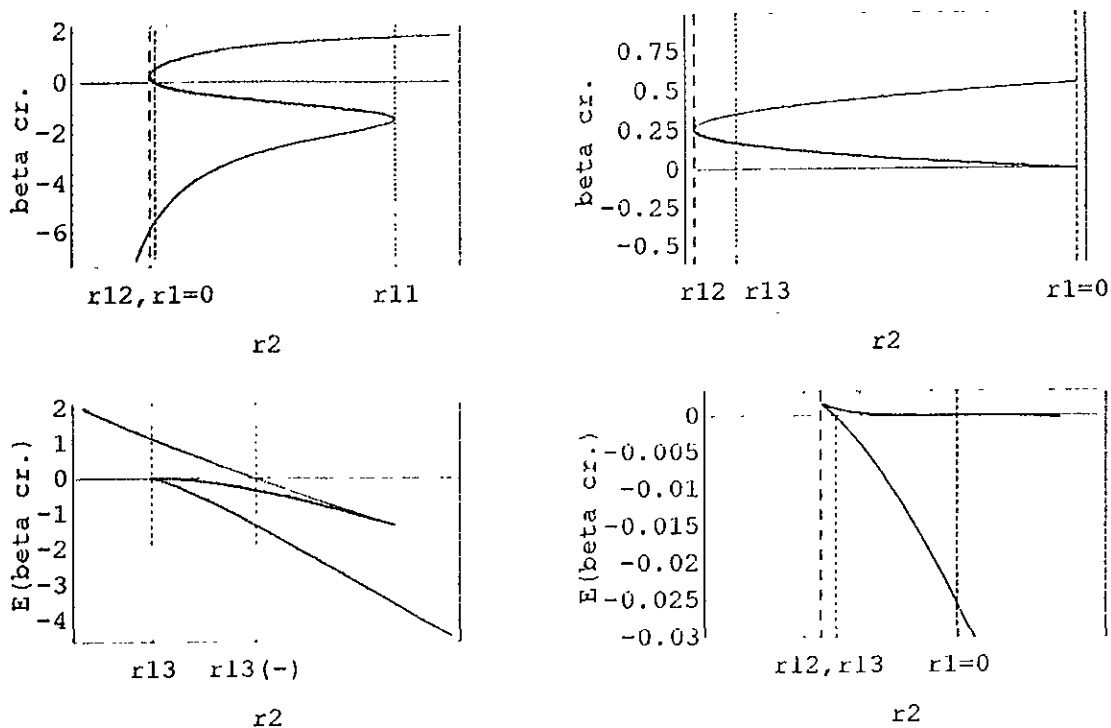 beta cr.
2
0
-2
-4
-6
r12,r1=0
r11
r2
beta cr.
0.75
0.5
0.25
0
-0.25
-0.5
r12 r13
r1=0
r2
E(beta cr.)
2
1
0
-1
-2
-3
-4
r13
r13(-)
r2
E(beta cr.)
0
-0.005
-0.01
-0.015
-0.02
-0.025
-0.03
r12,r13
r1=0
r2